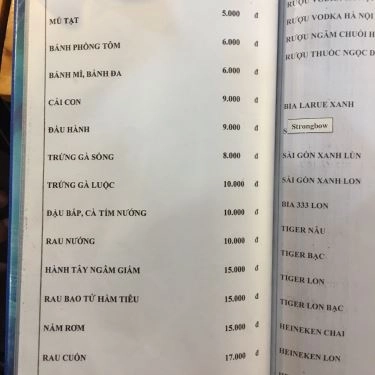 MÙ TẠT 5.000 đ
BÁNH PHỒNG TÔM 6.000 đ
BÁNH MÌ, BÁNH ĐA 6.000 đ
CẢI CON 9.000 đ
ĐẦU HÀNH 9.000 đ
TRỨNG GÀ SỐNG 8.000 đ
TRỨNG GÀ LUỘC 10.000 đ
ĐẬU BẮP, CÀ TÍM NƯỚNG 10.000 đ
RAU NƯỚNG 10.000 đ
HÀNH TÂY NGÂM GIẤM 15.000 đ
RAU BAO TỬ HẦM TIÊU 15.000 đ
NẤM RƠM 15.000 đ
RAU CUỐN 17.000 đ
RƯỢU VODKA HÀ NỘI
RƯỢU NGÂM CHUỐI H
RƯỢU THUỐC NGỌC D
BIA LARUE XANH
Strongbow
SÀI GÒN XANH LÙN
SÀI GÒN XANH LON
BIA 333 LON
TIGER NÂU
TIGER BẠC
TIGER LON
TIGER LON BẠC
HEINEKEN CHAI
HEINEKEN LON